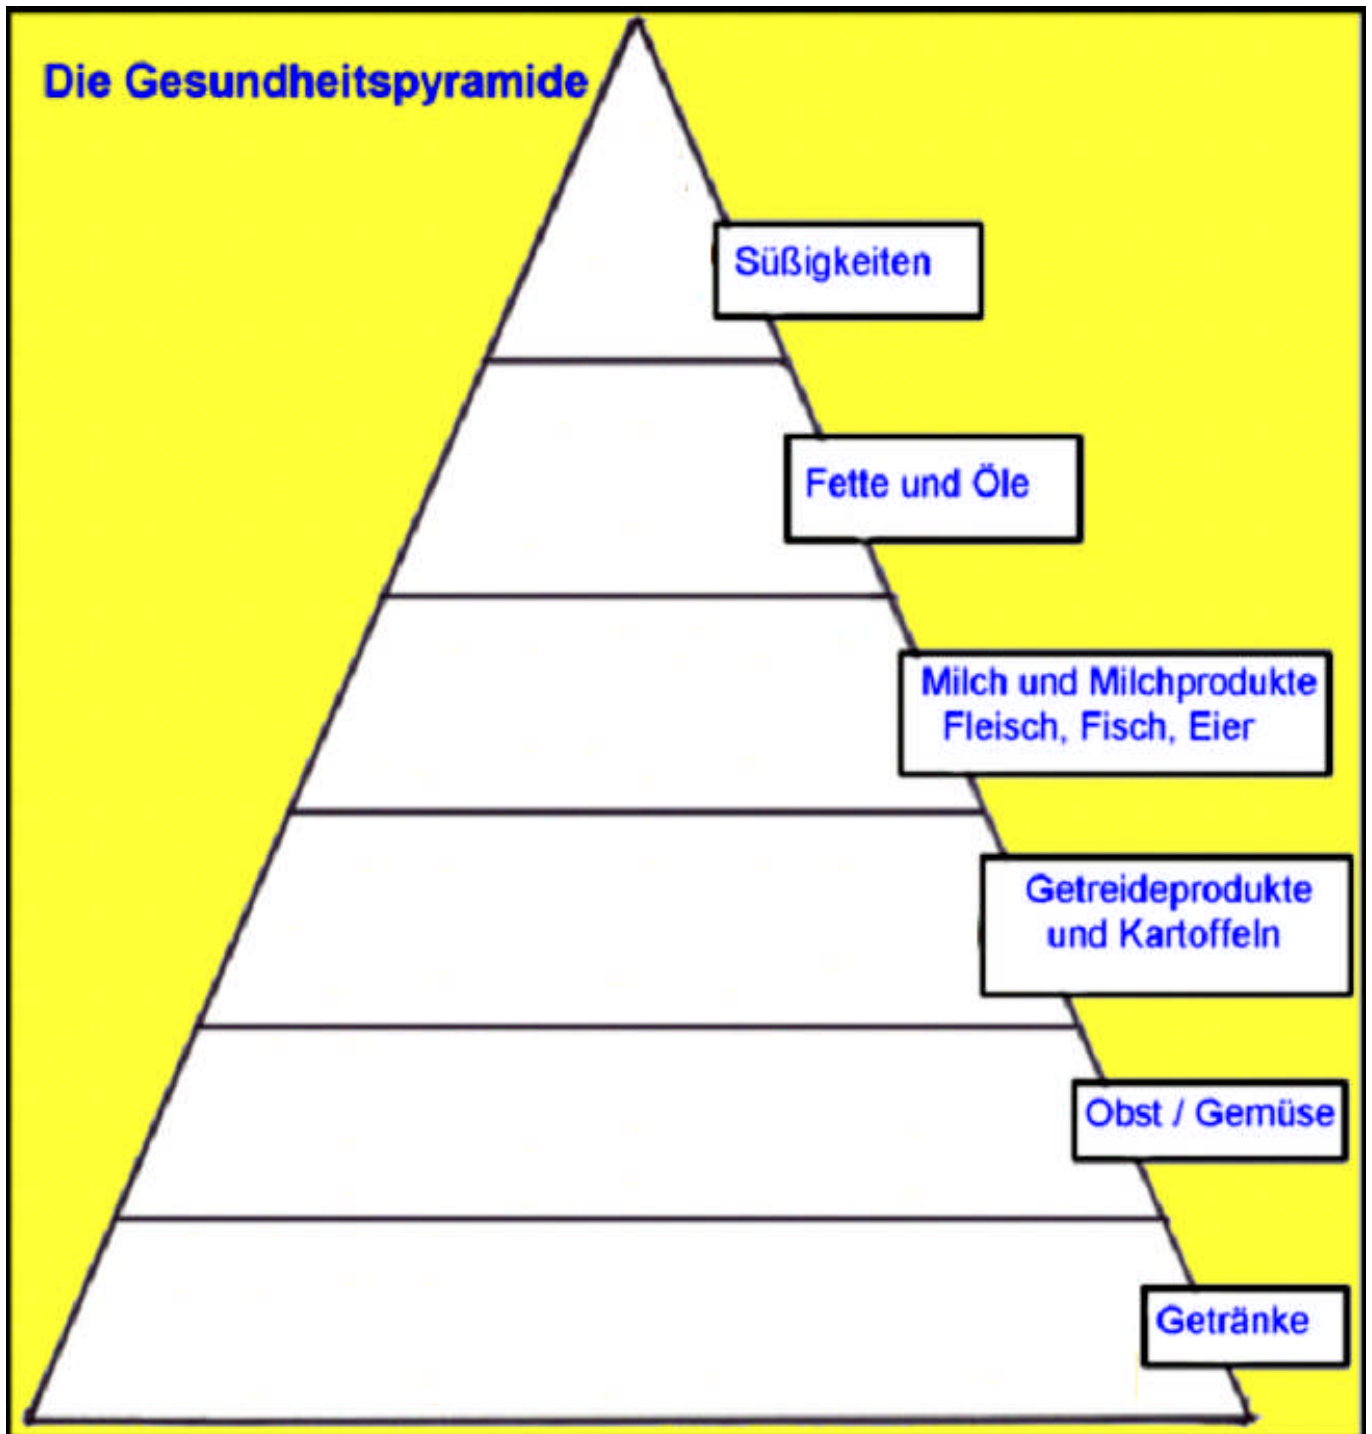 Die Gesundheitspyramide
Süßigkeiten
Fette und Öle
Milch und Milchprodukte
Fleisch, Fisch, Eier
Getreideprodukte
und Kartoffeln
Obst / Gemüse
Getränke